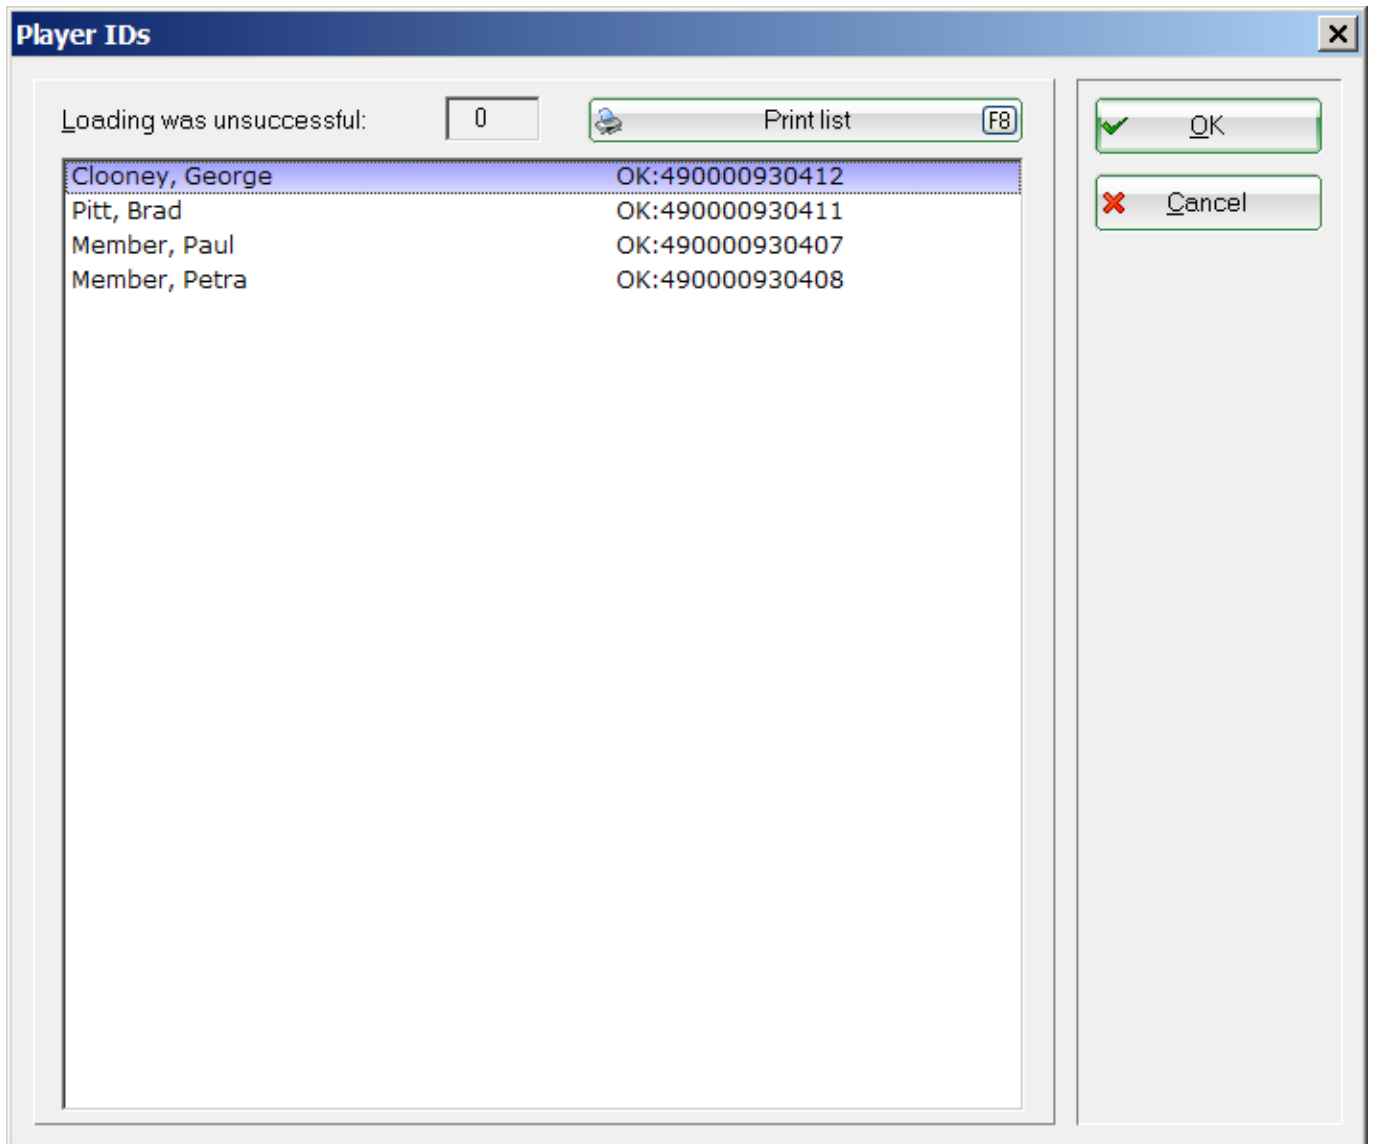 Player IDs
Loading was unsuccessful: 0 Print list F8
OK
Cancel
Clooney, George OK:490000930412
Pitt, Brad OK:490000930411
Member, Paul OK:490000930407
Member, Petra OK:490000930408